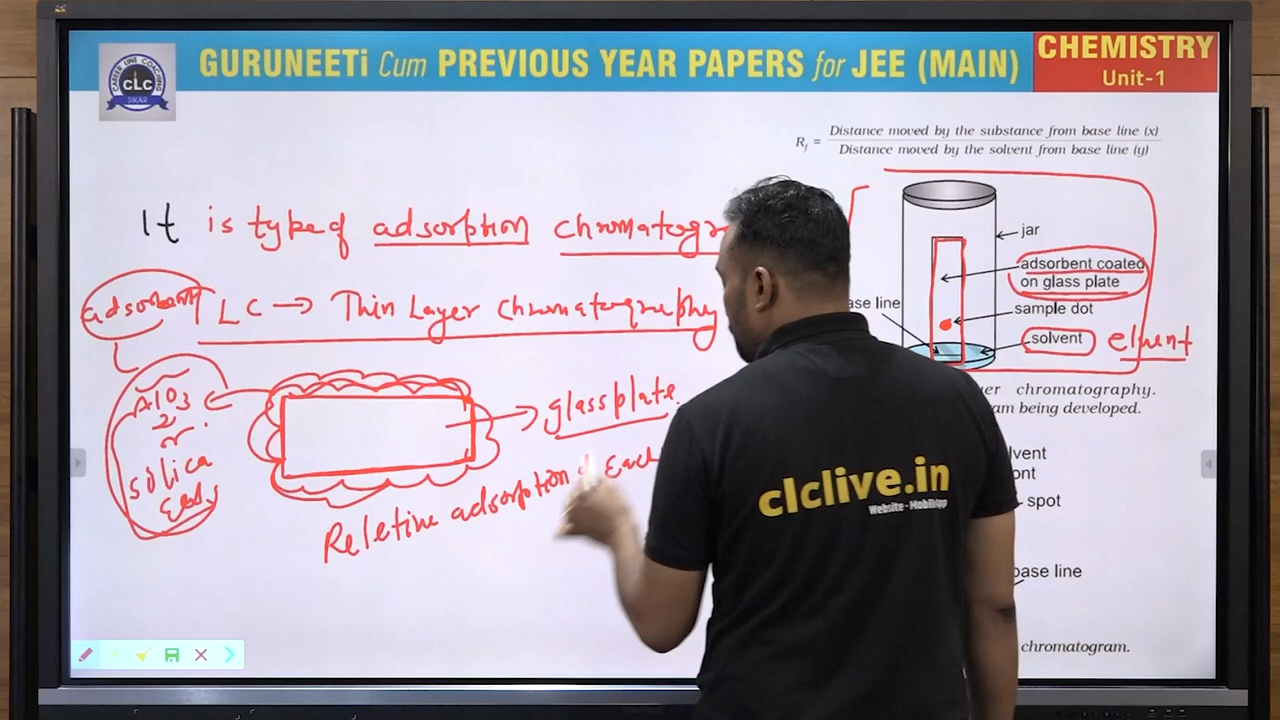 GURUNEETi Cum PREVIOUS YEAR PAPERS for JEE (MAIN)
CHEMISTRY
Unit-1
CAREER LINE COACHING
CLC
SIKAR
Rf = Distance moved by the substance from base line (x)
Distance moved by the solvent from base line (y)
It is type of adsorption chromatogr
adsorbent
LC → Thin Layer chromatography
Al2O3
or
silica
glass plate.
Reletive adsorption of Each
jar
adsorbent coated
on glass plate
sample dot
ase line
solvent
eluent
er chromatography.
am being developed.
lvent
ont
spot
base line
chromatogram.
clclive.in
Website - Mobile App